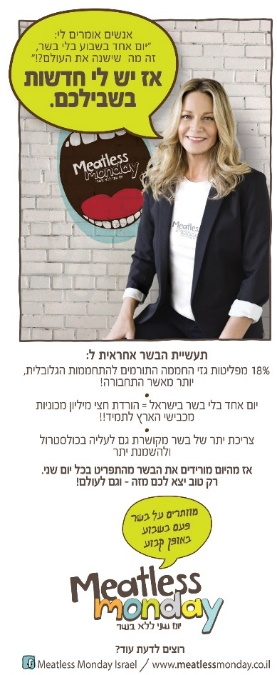 אנשים אומרים לי:
"יום אחד בשבוע בלי בשר,
זה מה שישנה את העולם?!"
אז יש לי חדשות
בשבילכם.
Meatless
monday
Meatless
monday
תעשיית הבשר אחראית ל:
18% מפליטות גזי החממה התורמים להתחממות הגלובלית,
יותר מאשר התחבורה!
•
יום אחד בלי בשר בישראל = הורדת חצי מיליון מכוניות
מכבישי הארץ לתמיד!!
•
צריכת יתר של בשר מקושרת גם לעליה בכולסטרול
ולהשמנת יתר
אז מהיום מורידים את הבשר מהתפריט בכל יום שני.
רק טוב יצא לכם מזה - וגם לעולם!
מוותרים על בשר
פעם בשבוע
באופן קבוע
Meatless
monday
יום שני ללא בשר
רוצים לדעת עוד?
f Meatless Monday Israel / www.meatlessmonday.co.il